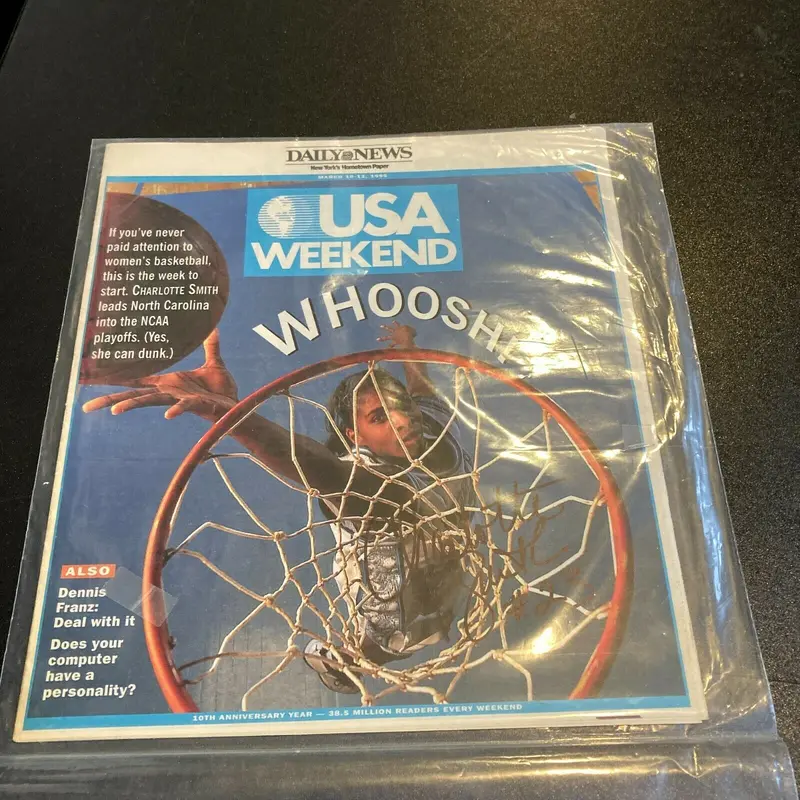 DAILY NEWS
New York's Hometown Paper
USA
WEEKEND
If you've never
paid attention to
women's basketball,
this is the week to
start. CHARLOTTE SMITH
leads North Carolina
into the NCAA
playoffs. (Yes,
she can dunk.)
WHOOSH!
Charlotte
Smith
ALSO
Dennis
Franz:
Deal with it
Does your
computer
have a
personality?
10TH ANNIVERSARY YEAR — 38.5 MILLION READERS EVERY WEEKEND